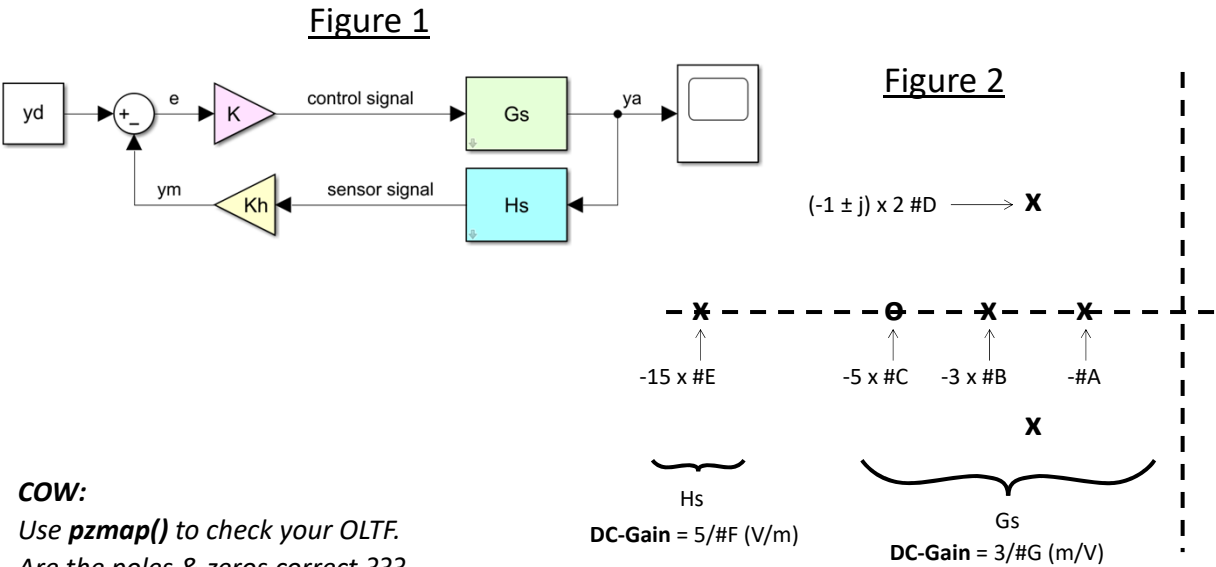 Figure 1
yd
+
_
e
K
control signal
Gs
ya
ym
Kh
sensor signal
Hs
Figure 2
(-1 ± j) x 2 #D
X
X
O
X
X
-15 x #E
-5 x #C
-3 x #B
-#A
X
Hs
DC-Gain = 5/#F (V/m)
Gs
DC-Gain = 3/#G (m/V)
COW:
Use pzmap() to check your OLTF.
Are the poles & zeros correct ???